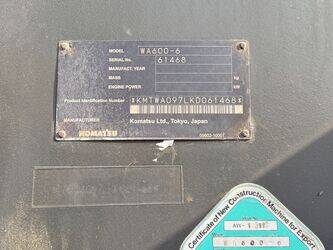 MODEL WA600-6
SERIAL No. 61468
MANUFACT. YEAR
MASS kg
ENGINE POWER kW
Product Identification Number *KMTWA097LKD061468*
MANUFACTURER Komatsu Ltd., Tokyo, Japan
KOMATSU
Certificate of New Construction Machine for Export
AW-